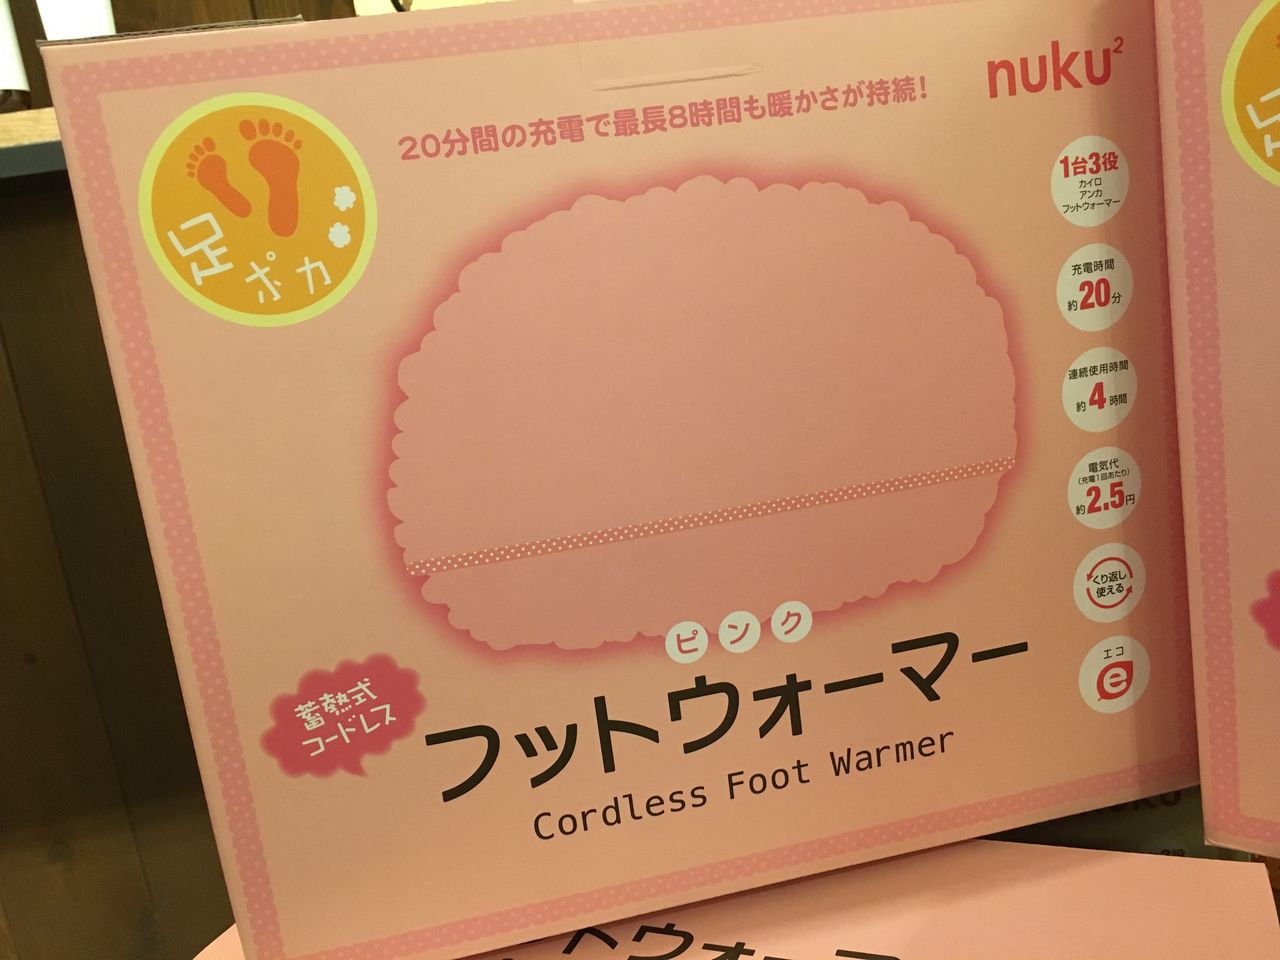 20分間の充電で最長8時間も暖かさが持続!
nuku²
足ポカ
1台3役
カイロ
アンカ
フットウォーマー
充電時間
約20分
連続使用時間
約4時間
電気代
(充電1回あたり)
約2.5円
くり返し
使える
エコ
e
ピンク
蓄熱式
コードレス
フットウォーマー
Cordless Foot Warmer